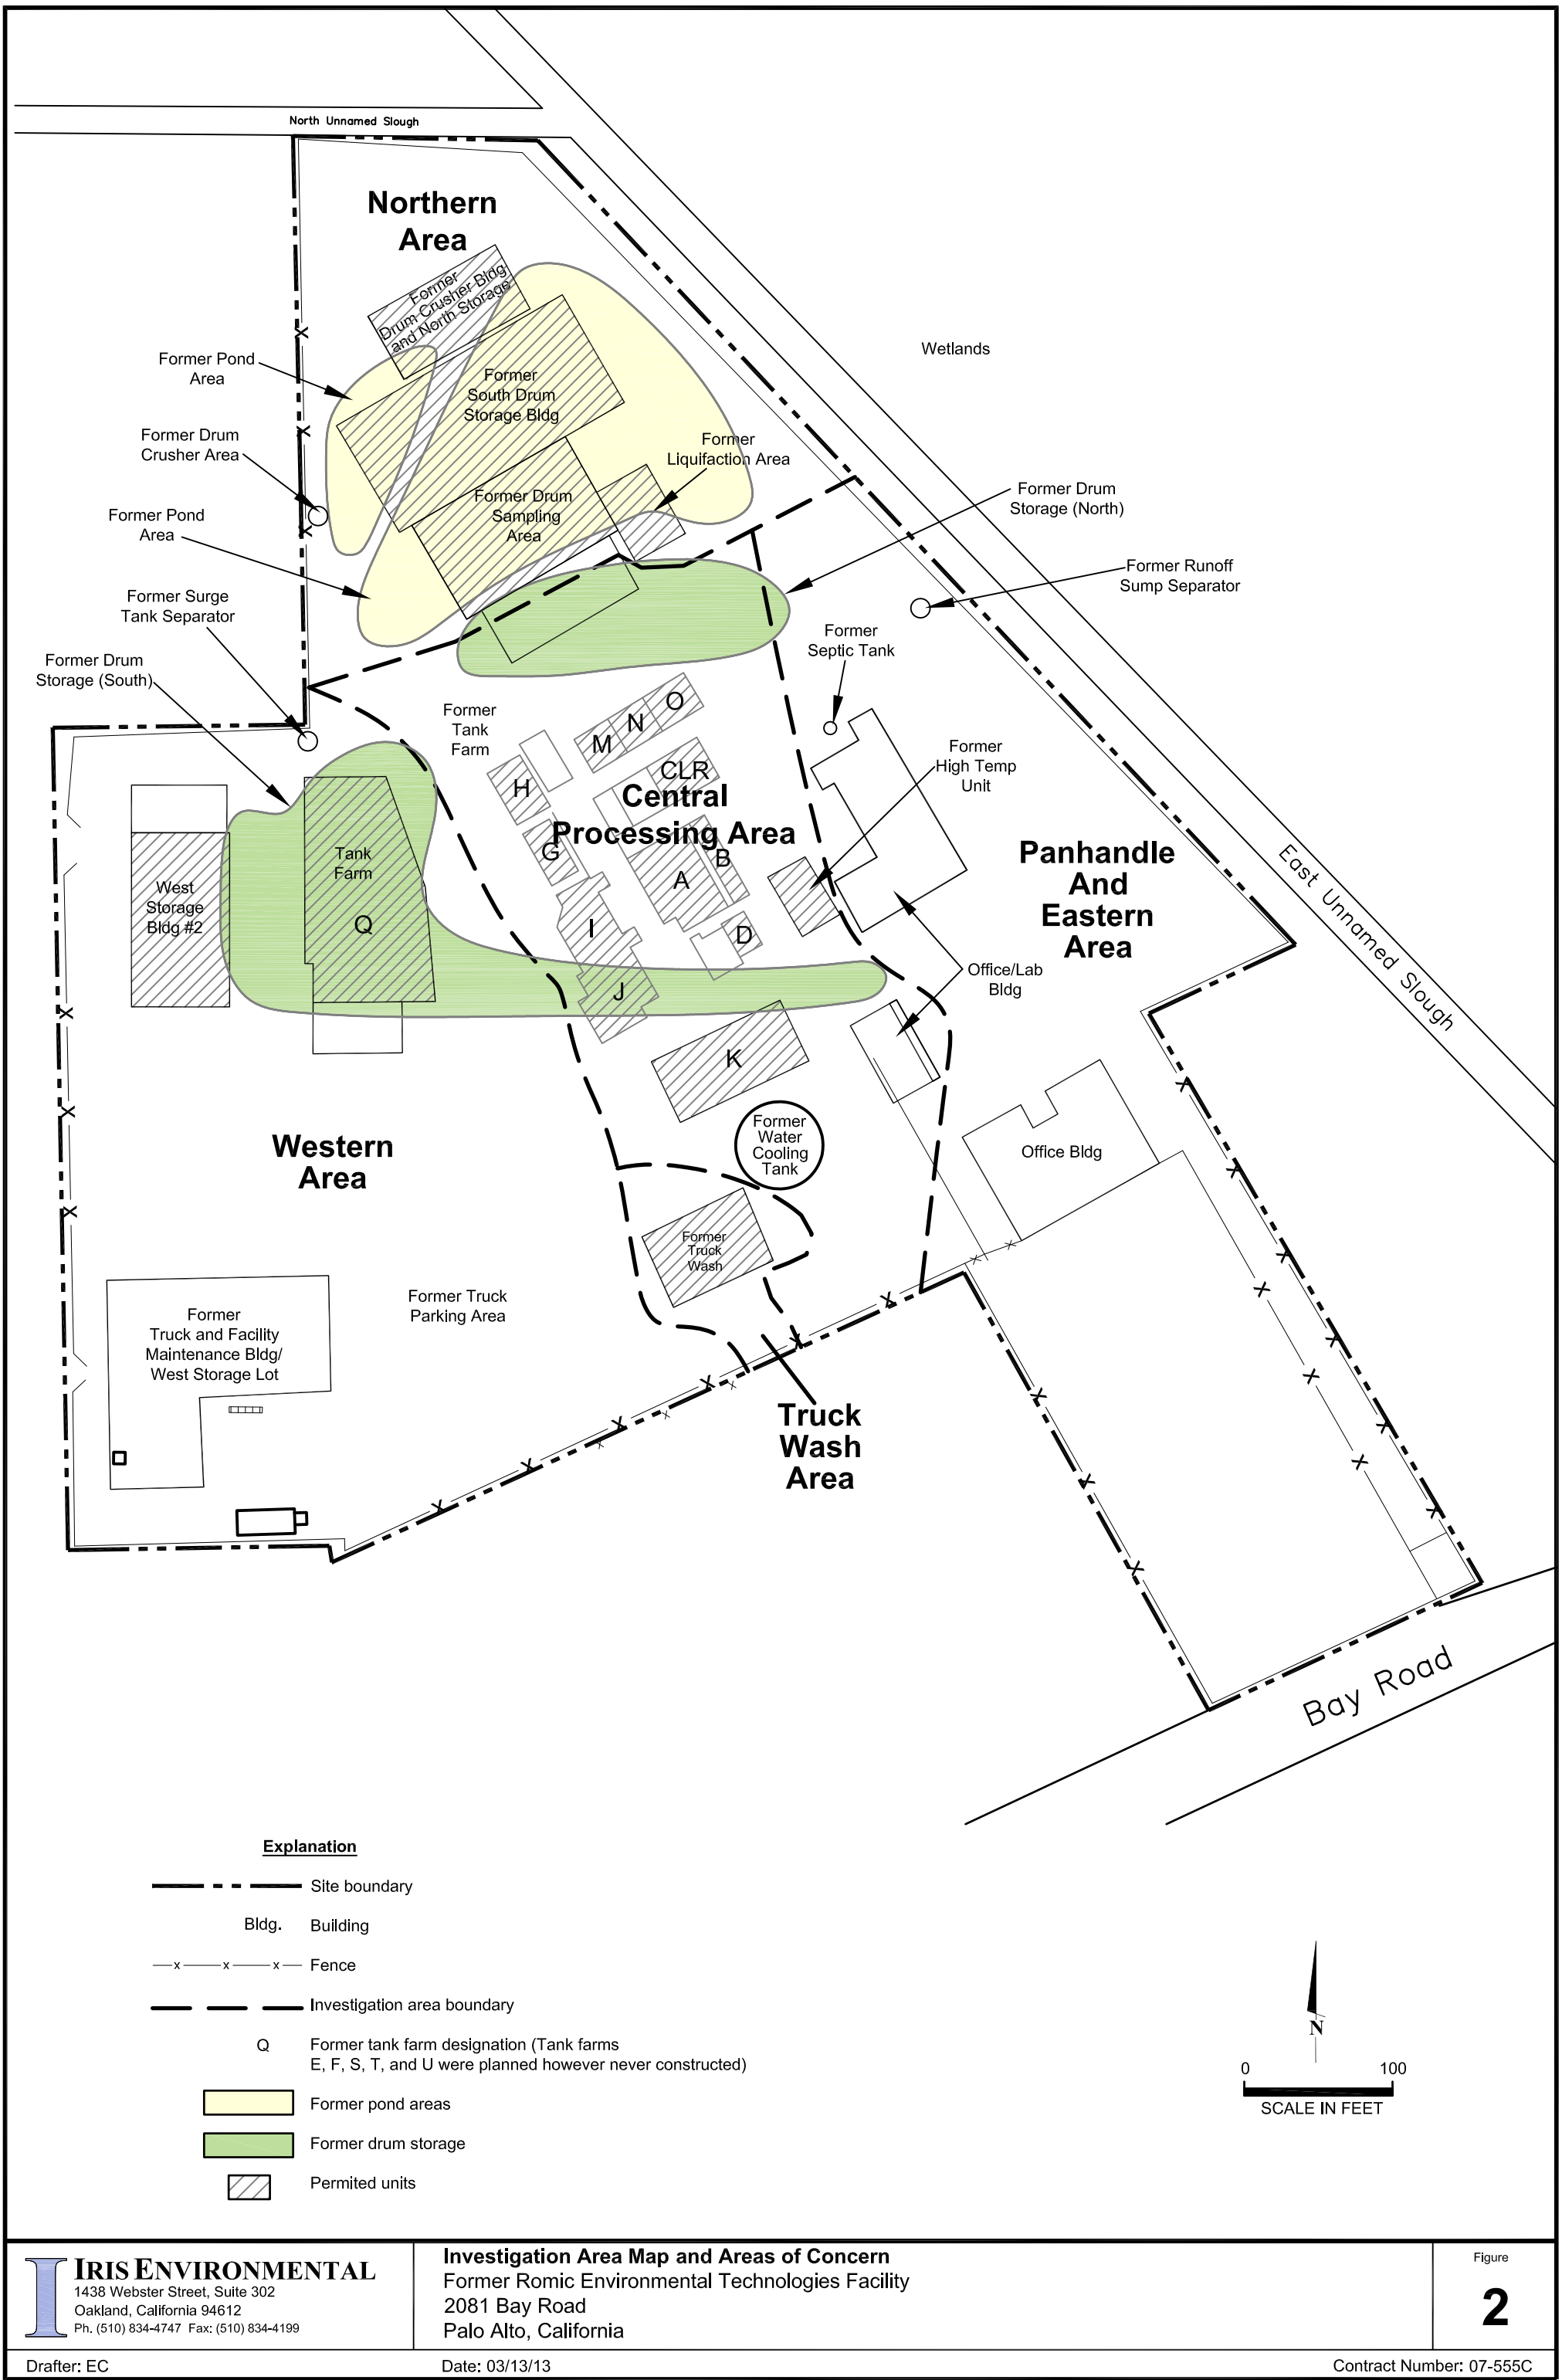 North Unnamed Slough
Northern
Area
Former
Drum Crusher Bldg
and North Storage
Wetlands
Former Pond
Area
Former
South Drum
Storage Bldg
Former Drum
Crusher Area
Former
Liquifaction Area
Former Drum
Storage (North)
Former Drum
Sampling
Area
Former Pond
Area
Former Runoff
Sump Separator
Former Surge
Tank Separator
Former
Septic Tank
Former Drum
Storage (South)
Former
Tank
Farm
O
N
M
CLR
H
Former
High Temp
Unit
Central
Processing Area
G
B
A
I
D
J
K
Tank
Farm
Q
West
Storage
Bldg #2
Panhandle
And
Eastern
Area
East Unnamed Slough
Office/Lab
Bldg
Former
Water
Cooling
Tank
Office Bldg
Western
Area
Former
Truck
Wash
Former Truck
Parking Area
Former
Truck and Facility
Maintenance Bldg/
West Storage Lot
Truck
Wash
Area
Bay Road
Explanation
Site boundary
Bldg. Building
x x x Fence
Investigation area boundary
Q Former tank farm designation (Tank farms
E, F, S, T, and U were planned however never constructed)
Former pond areas
Former drum storage
Permited units
N
0 100
SCALE IN FEET
IRIS ENVIRONMENTAL
1438 Webster Street, Suite 302
Oakland, California 94612
Ph. (510) 834-4747 Fax: (510) 834-4199
Investigation Area Map and Areas of Concern
Former Romic Environmental Technologies Facility
2081 Bay Road
Palo Alto, California
Figure
2
Drafter: EC
Date: 03/13/13
Contract Number: 07-555C